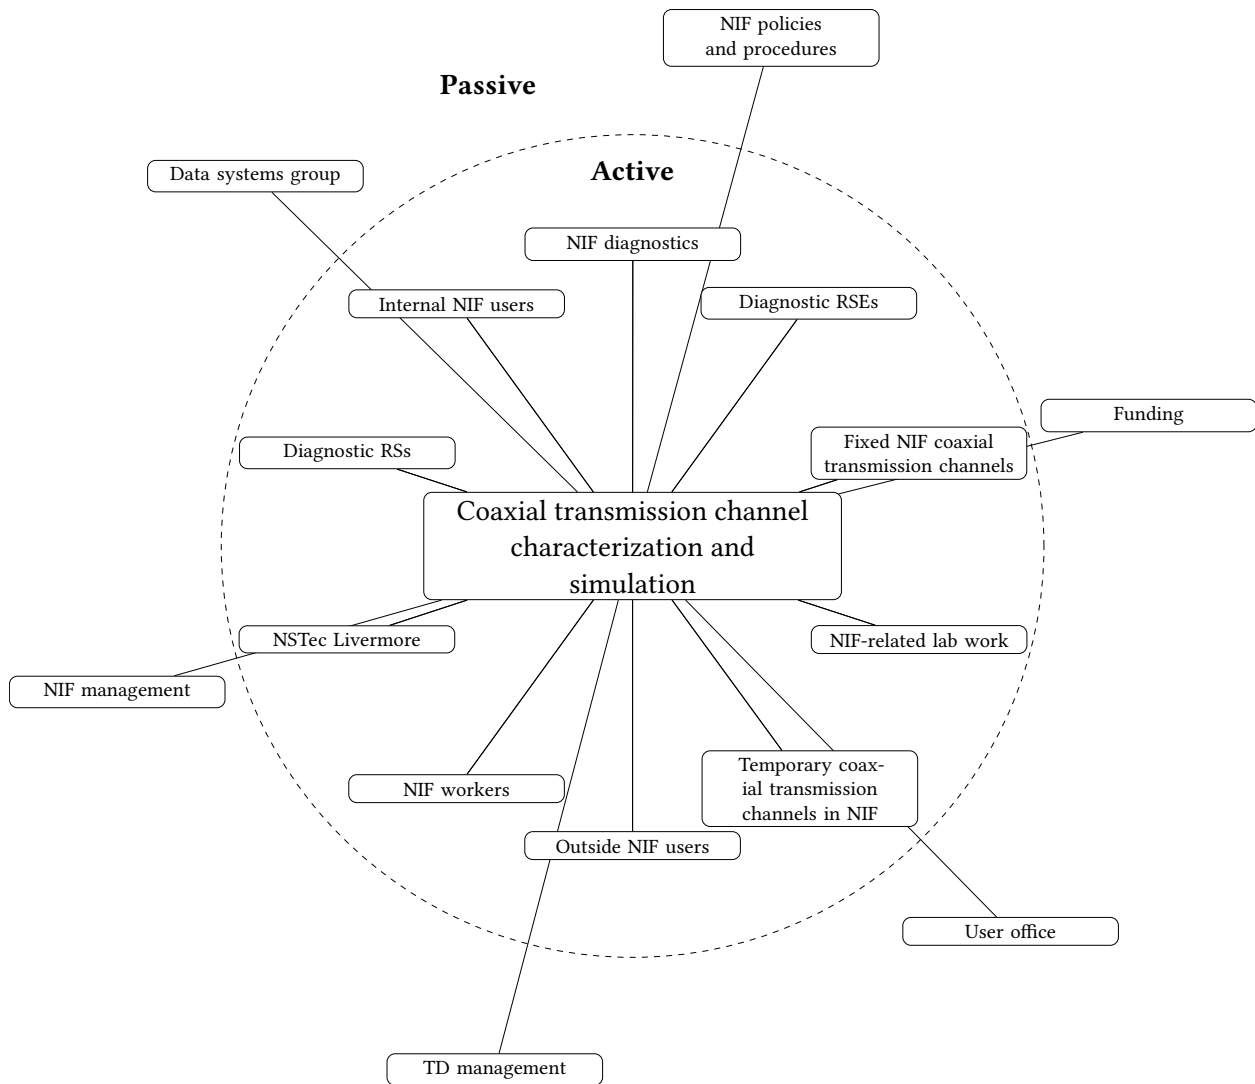 NIF policies
and procedures
Passive
Active
Data systems group
NIF diagnostics
Internal NIF users
Diagnostic RSEs
Funding
Diagnostic RSs
Fixed NIF coaxial
transmission channels
Coaxial transmission channel
characterization and
simulation
NSTec Livermore
NIF-related lab work
NIF management
Temporary coax-
ial transmission
channels in NIF
NIF workers
Outside NIF users
User office
TD management